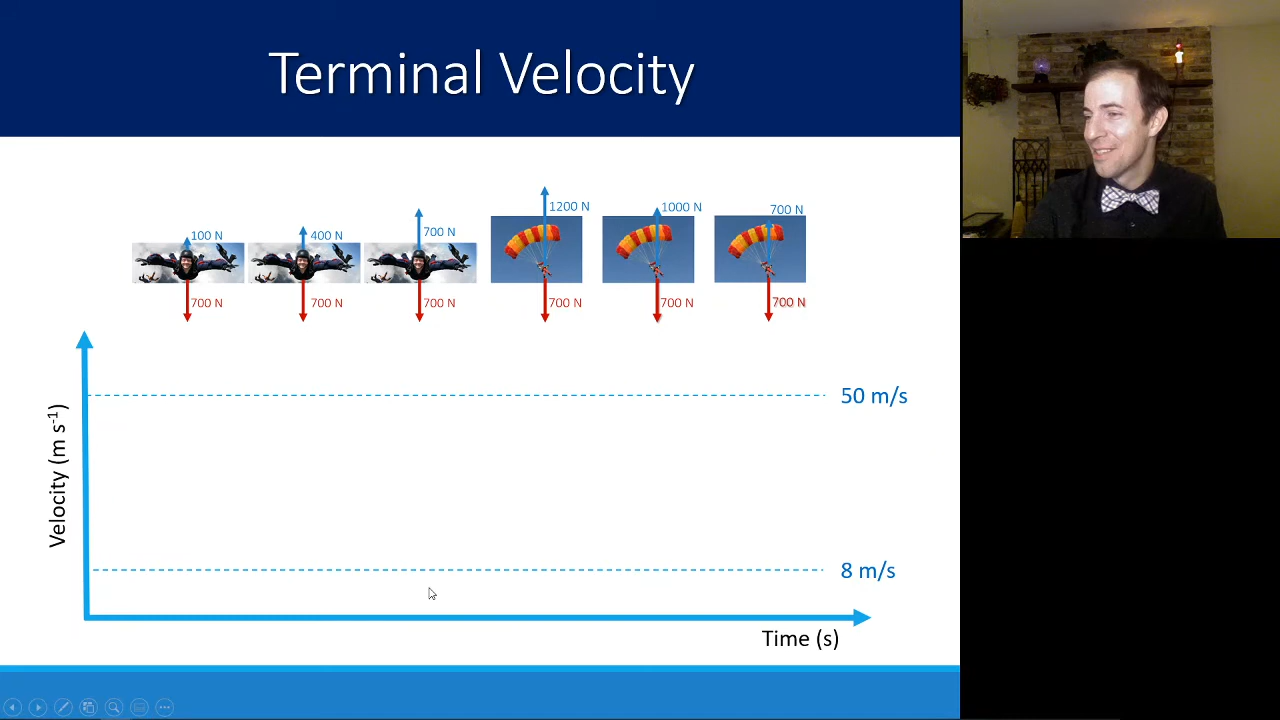 Terminal Velocity
100 N
400 N
700 N
1200 N
1000 N
700 N
700 N
700 N
700 N
700 N
700 N
700 N
50 m/s
Velocity (m s⁻¹)
8 m/s
Time (s)